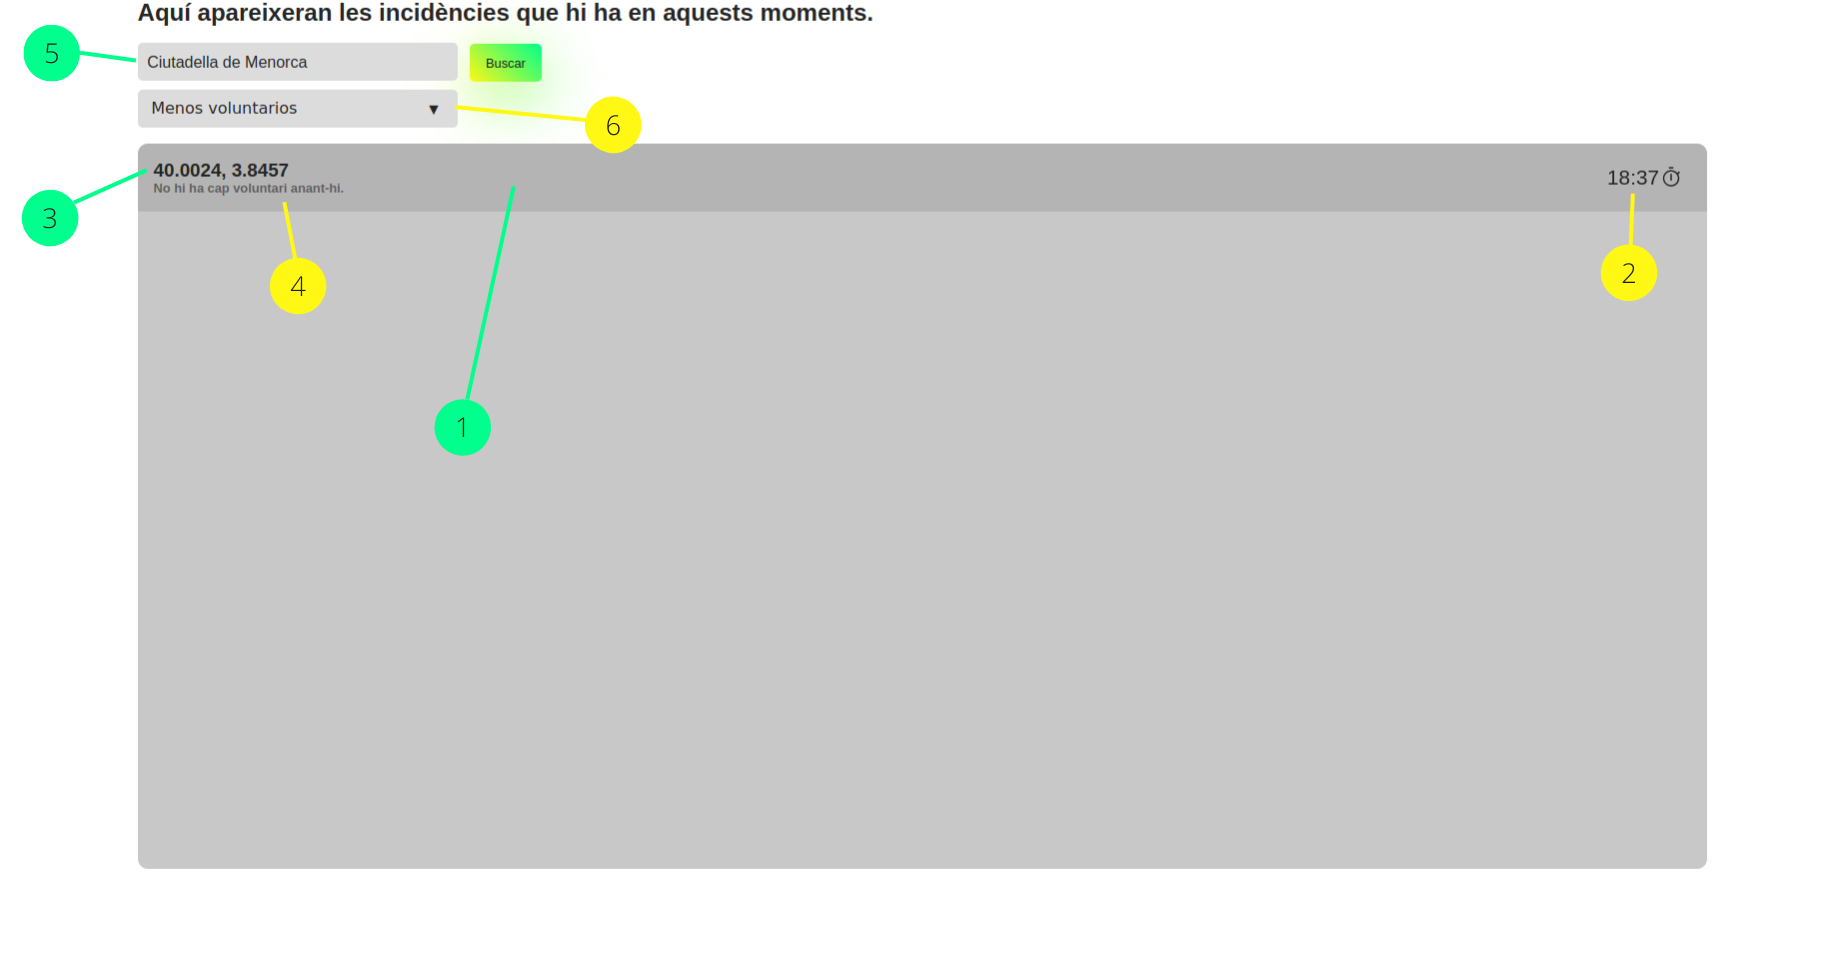 Aquí apareixeran les incidències que hi ha en aquests moments.
5
Ciutadella de Menorca
Buscar
Menos voluntarios ▼
6
40.0024, 3.8457
No hi ha cap voluntari anant-hi.
18:37
3
4
2
1